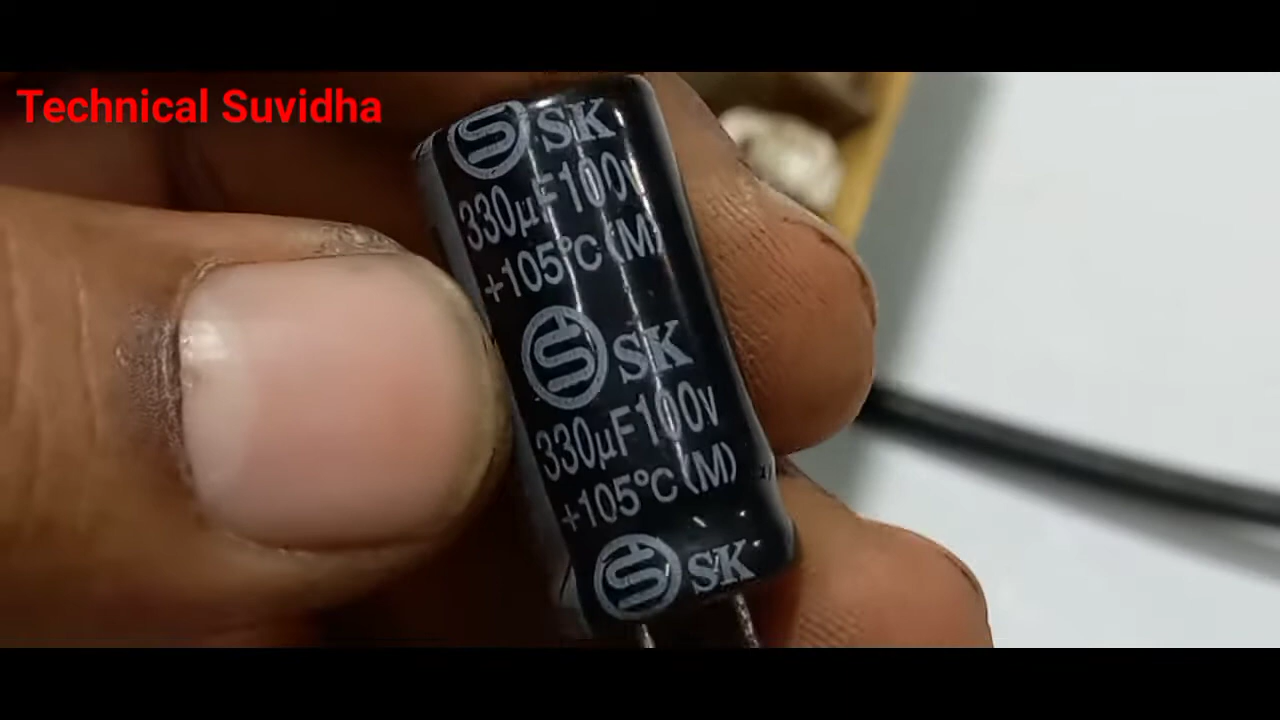 Technical Suvidha
SK
330µF100v
+105°C(M)
SK
330µF100v
+105°C(M)
SK